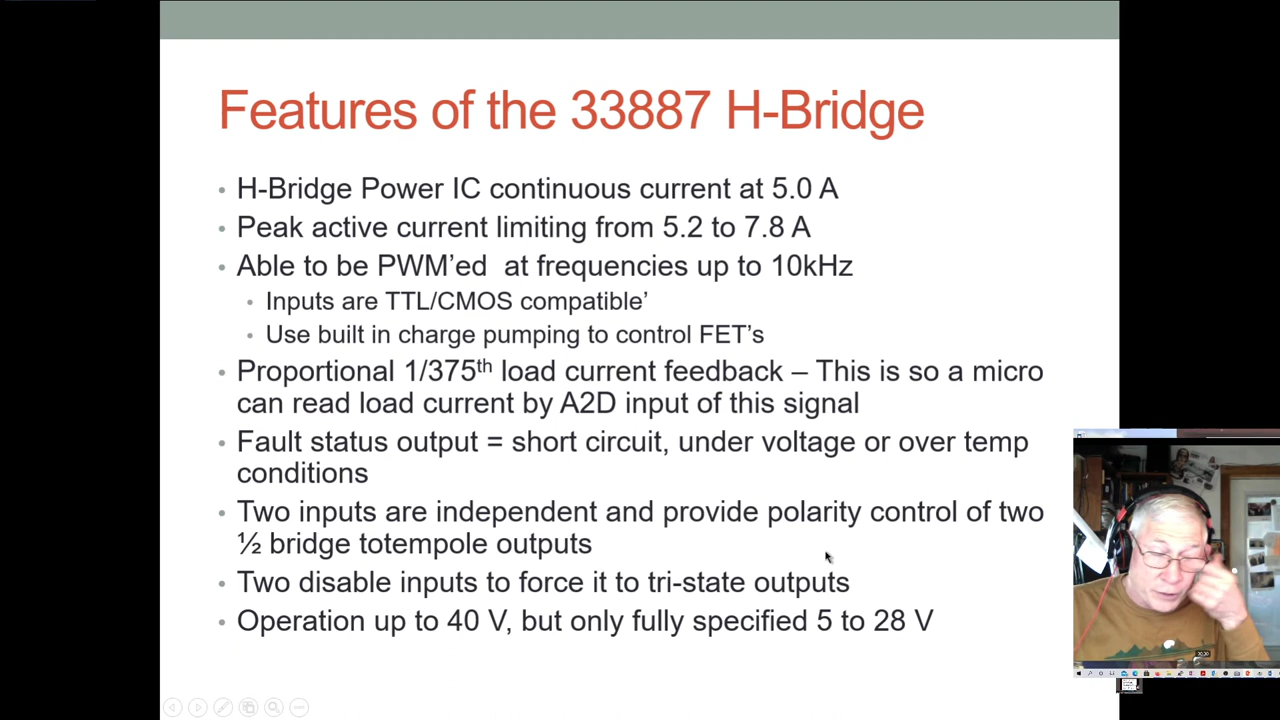 Features of the 33887 H-Bridge
• H-Bridge Power IC continuous current at 5.0 A
• Peak active current limiting from 5.2 to 7.8 A
• Able to be PWM’ed  at frequencies up to 10kHz
• Inputs are TTL/CMOS compatible’
• Use built in charge pumping to control FET’s
• Proportional 1/375th load current feedback – This is so a micro
can read load current by A2D input of this signal
• Fault status output = short circuit, under voltage or over temp
conditions
• Two inputs are independent and provide polarity control of two
½ bridge totempole outputs
• Two disable inputs to force it to tri-state outputs
• Operation up to 40 V, but only fully specified 5 to 28 V